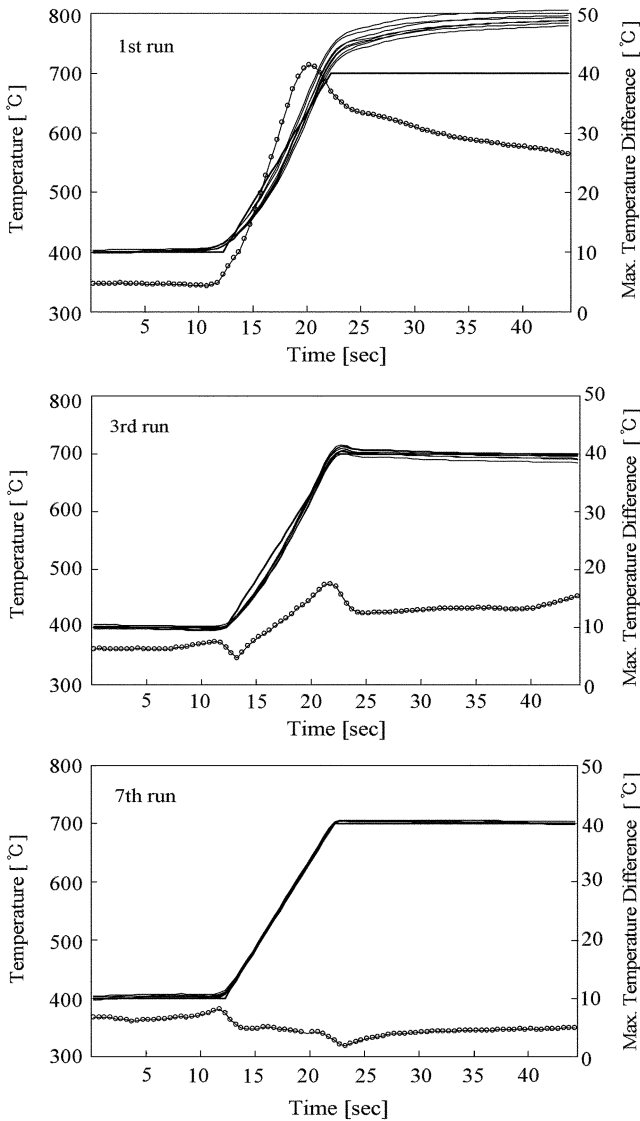 800
700
600
500
400
300
Temperature [ ℃]
1st run
50
40
30
20
10
0
Max. Temperature Difference [ ℃]
5 10 15 20 25 30 35 40
Time [sec]
800
700
600
500
400
300
Temperature [ ℃]
3rd run
50
40
30
20
10
0
Max. Temperature Difference [ ℃]
5 10 15 20 25 30 35 40
Time [sec]
800
700
600
500
400
300
Temperature [ ℃]
7th run
50
40
30
20
10
0
Max. Temperature Difference [ ℃]
5 10 15 20 25 30 35 40
Time [sec]